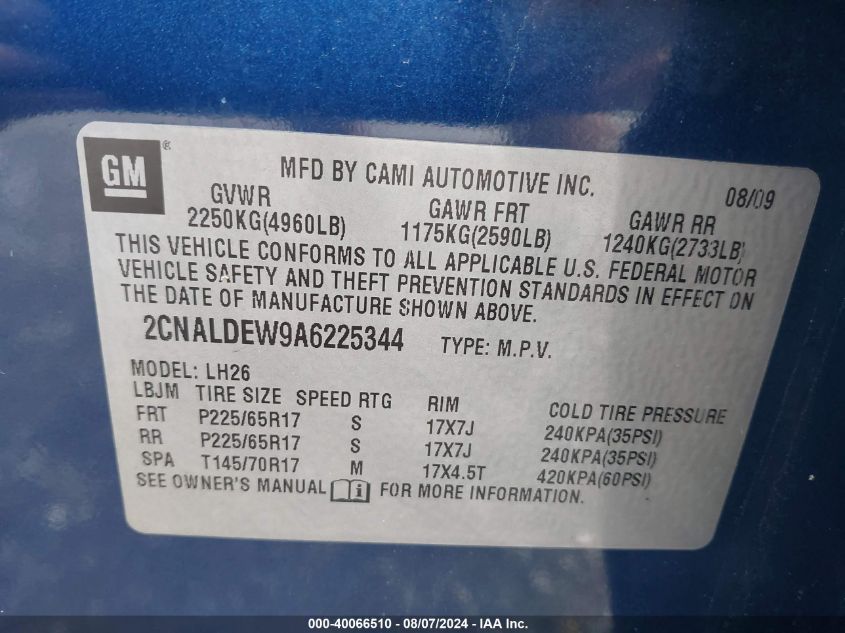 GM ®
MFD BY CAMI AUTOMOTIVE INC. 08/09
GVWR GAWR FRT GAWR RR
2250KG(4960LB) 1175KG(2590LB) 1240KG(2733LB)
THIS VEHICLE CONFORMS TO ALL APPLICABLE U.S. FEDERAL MOTOR
VEHICLE SAFETY AND THEFT PREVENTION STANDARDS IN EFFECT ON
THE DATE OF MANUFACTURE SHOWN ABOVE.
2CNALDEW9A6225344 TYPE: M.P.V.
MODEL: LH26
LBJM TIRE SIZE SPEED RTG RIM COLD TIRE PRESSURE
FRT P225/65R17 S 17X7J 240KPA(35PSI)
RR P225/65R17 S 17X7J 240KPA(35PSI)
SPA T145/70R17 M 17X4.5T 420KPA(60PSI)
SEE OWNER'S MANUAL i FOR MORE INFORMATION.
000-40066510 - 08/07/2024 - IAA Inc.